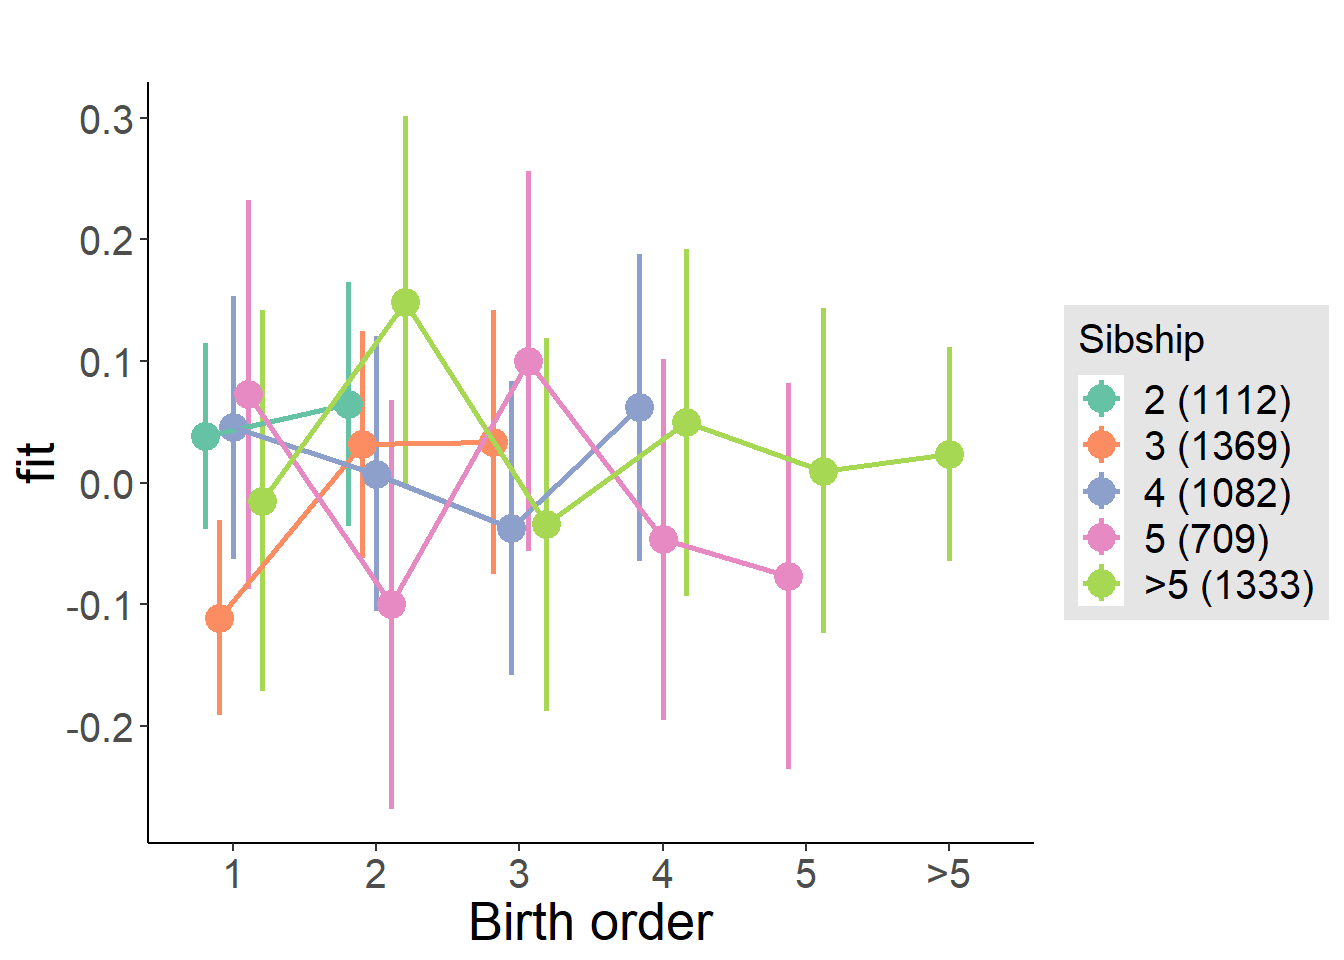 0.3
0.2
0.1
0.0
-0.1
-0.2
fit
1 2 3 4 5 >5
Birth order
Sibship
2 (1112)
3 (1369)
4 (1082)
5 (709)
>5 (1333)